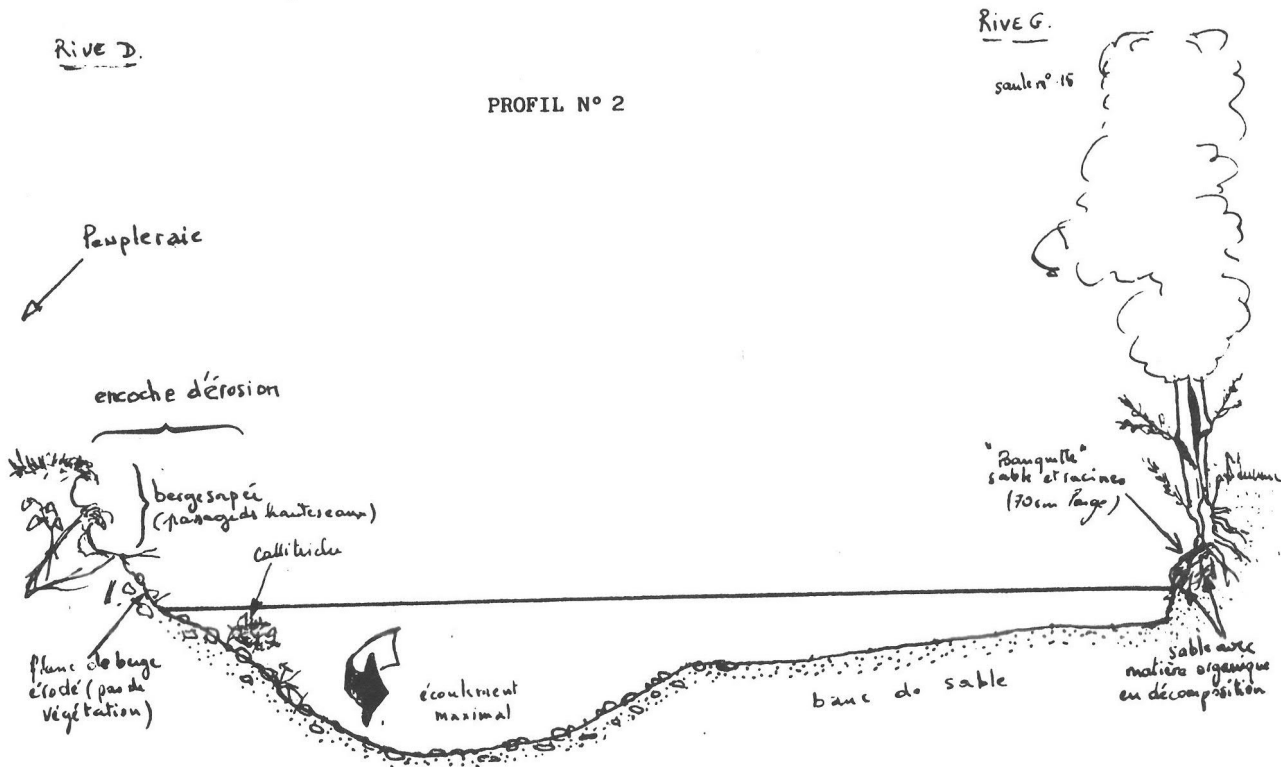 Rive D.
Rive G.
saule n° 15
PROFIL N° 2
Peupleraie
encoche d'érosion
berge sapée
(passage ds hautes eaux)
callitriche
"Banquette"
sable et racines
(70 cm large)
flanc de berge
érodé (pas de
végétation)
écoulement
maximal
banc de sable
sable avec
matière organique
en décomposition